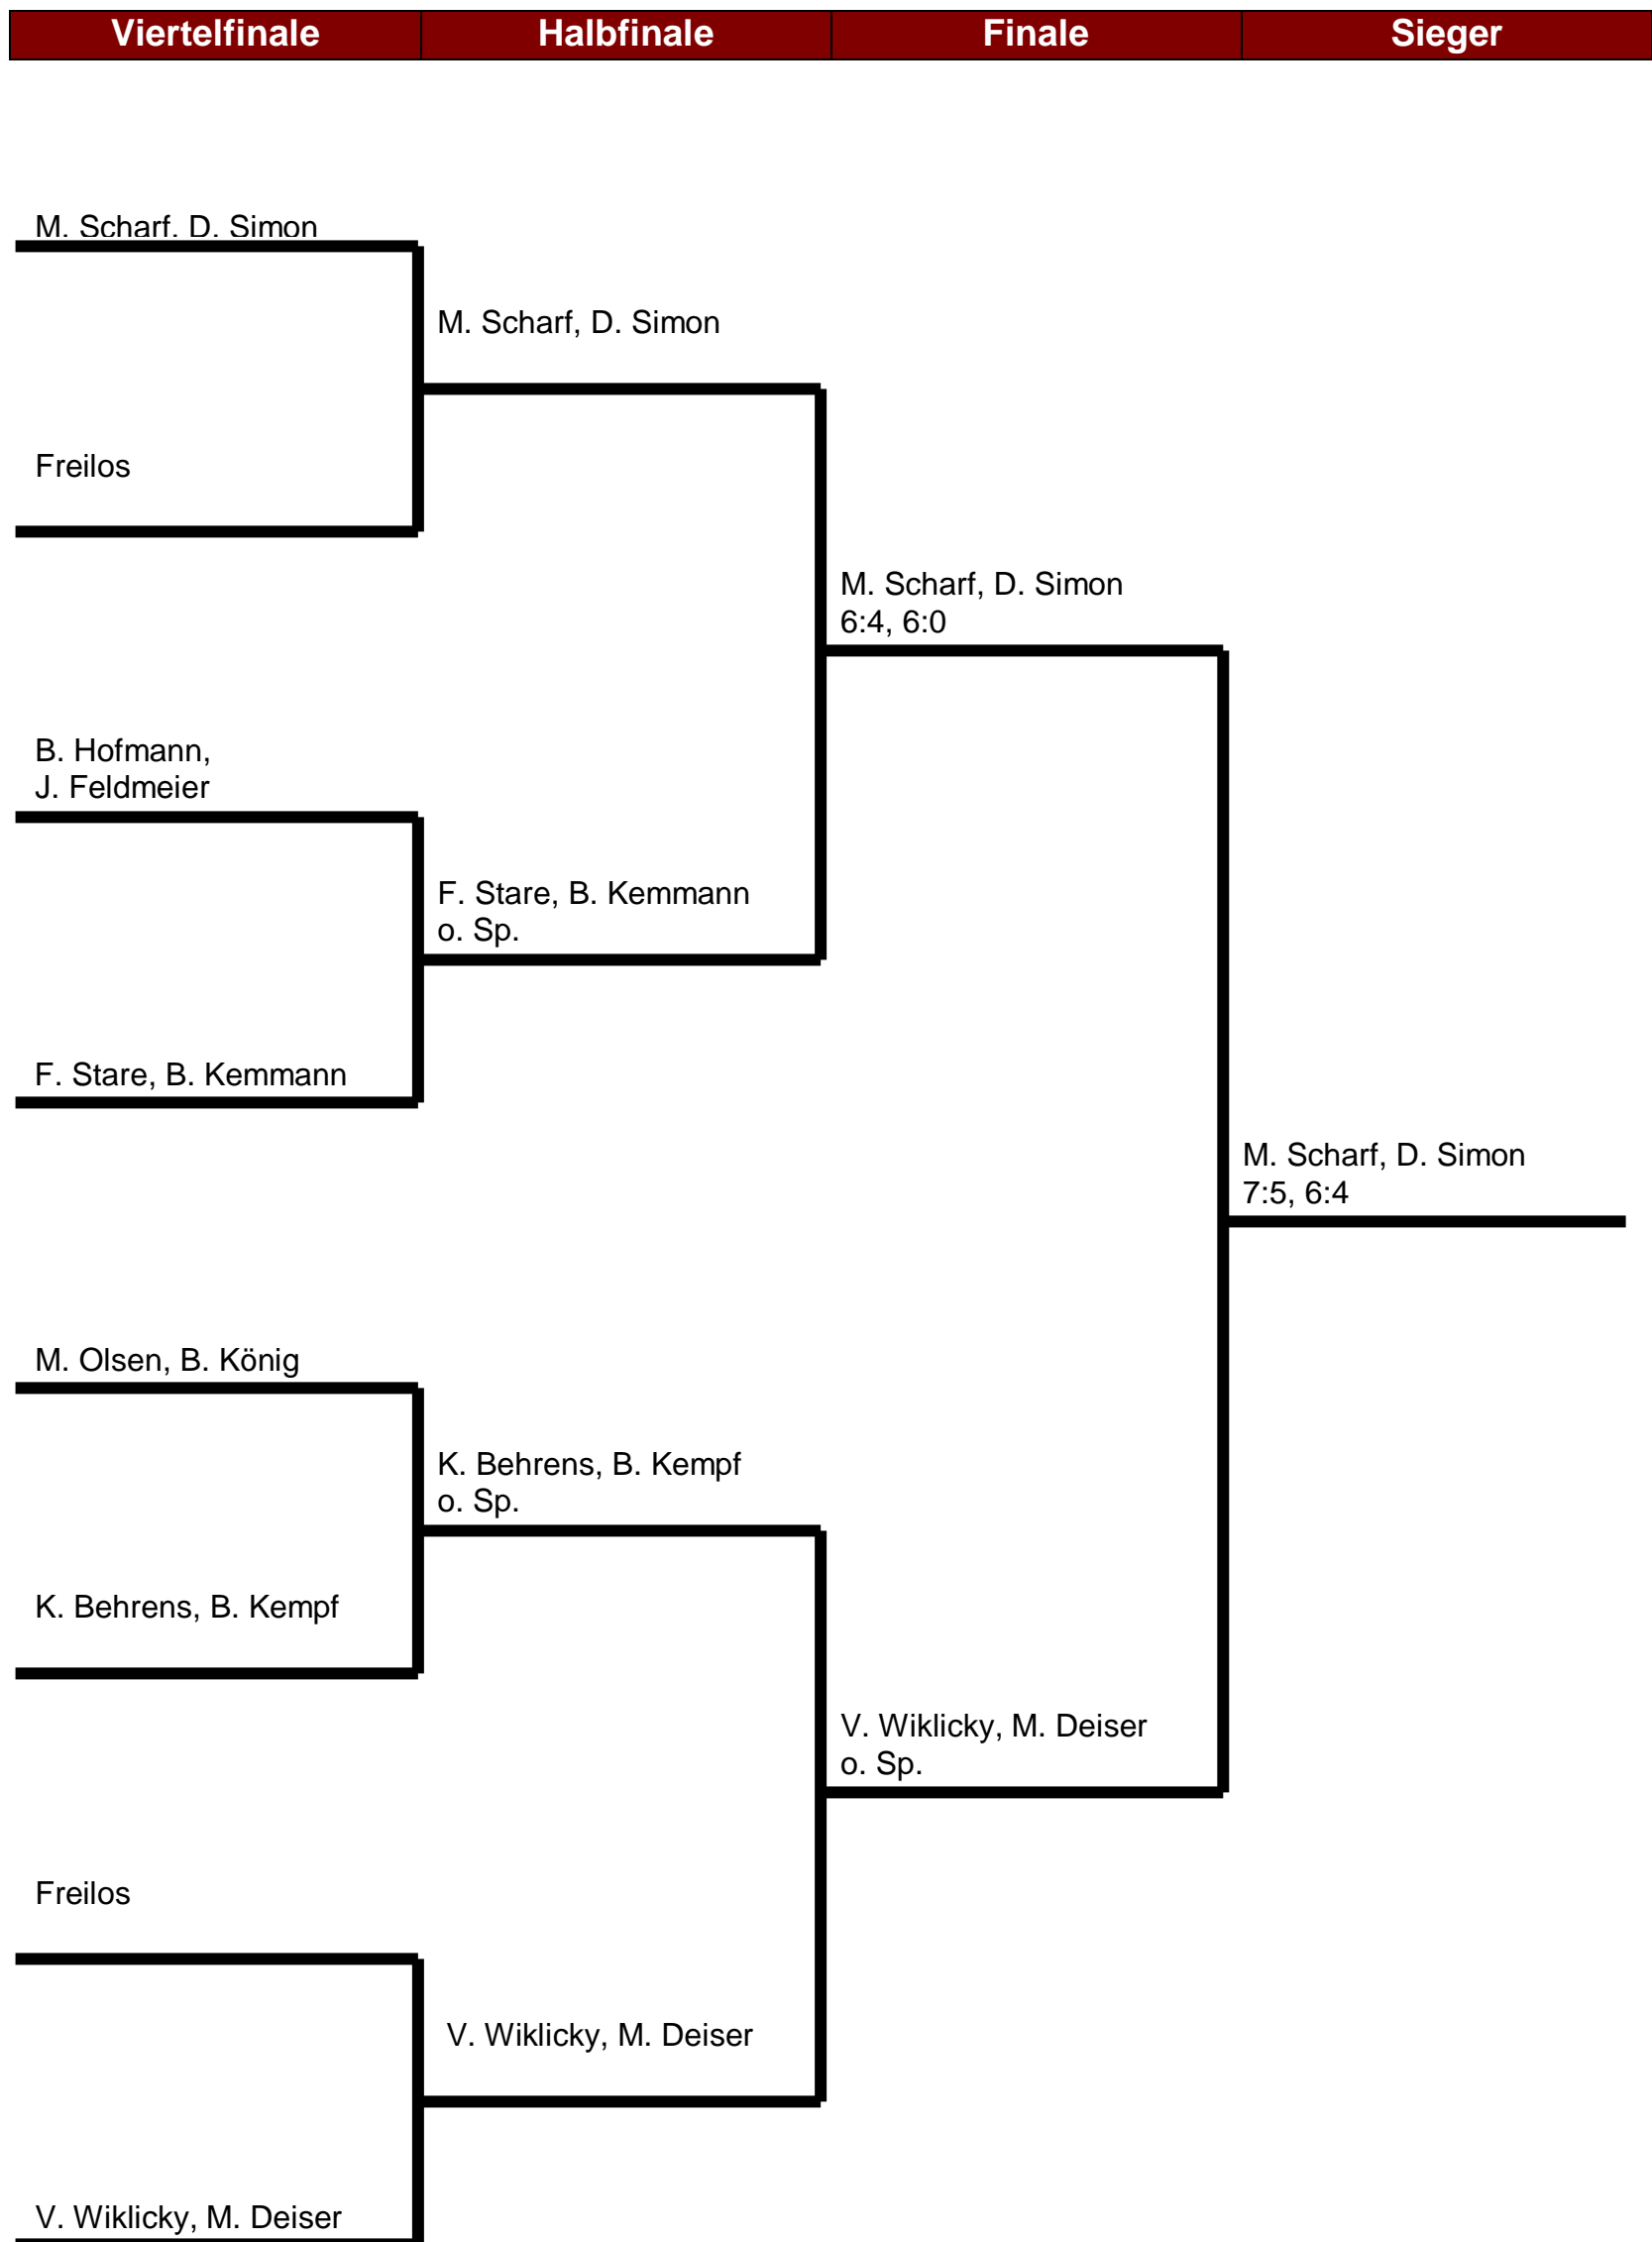 Viertelfinale Halbfinale Finale Sieger
M. Scharf, D. Simon
M. Scharf, D. Simon
Freilos
M. Scharf, D. Simon
6:4, 6:0
B. Hofmann,
J. Feldmeier
F. Stare, B. Kemmann
o. Sp.
F. Stare, B. Kemmann
M. Scharf, D. Simon
7:5, 6:4
M. Olsen, B. König
K. Behrens, B. Kempf
o. Sp.
K. Behrens, B. Kempf
V. Wiklicky, M. Deiser
o. Sp.
Freilos
V. Wiklicky, M. Deiser
V. Wiklicky, M. Deiser